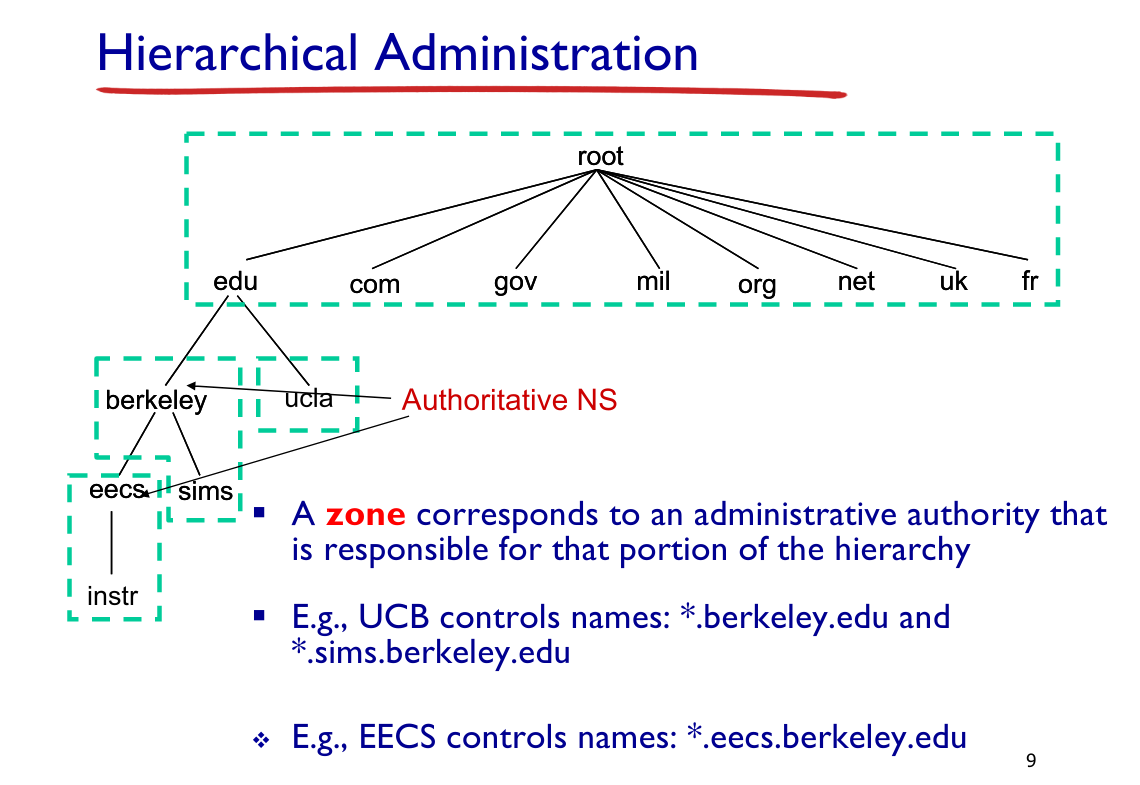 Hierarchical Administration
root
edu com gov mil org net uk fr
berkeley ucla Authoritative NS
eecs sims
instr
▪ A zone corresponds to an administrative authority that
is responsible for that portion of the hierarchy
▪ E.g., UCB controls names: *.berkeley.edu and
*.sims.berkeley.edu
❖ E.g., EECS controls names: *.eecs.berkeley.edu
9